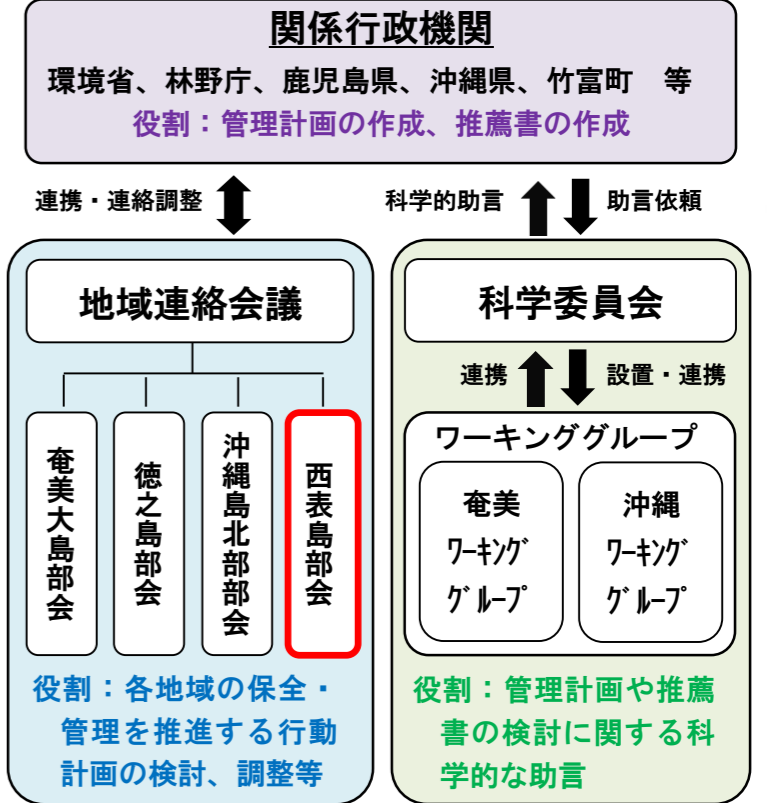 関係行政機関
環境省、林野庁、鹿児島県、沖縄県、竹富町　等
役割：管理計画の作成、推薦書の作成
連携・連絡調整
科学的助言
助言依頼
地域連絡会議
奄美大島部会
徳之島部会
沖縄島北部部会
西表島部会
役割：各地域の保全・
管理を推進する行動
計画の検討、調整等
科学委員会
連携
設置・連携
ワーキンググループ
奄美
ﾜｰｷﾝｸﾞ
ｸﾞﾙｰﾌﾟ
沖縄
ﾜｰｷﾝｸﾞ
ｸﾞﾙｰﾌﾟ
役割：管理計画や推薦
書の検討に関する科
学的な助言